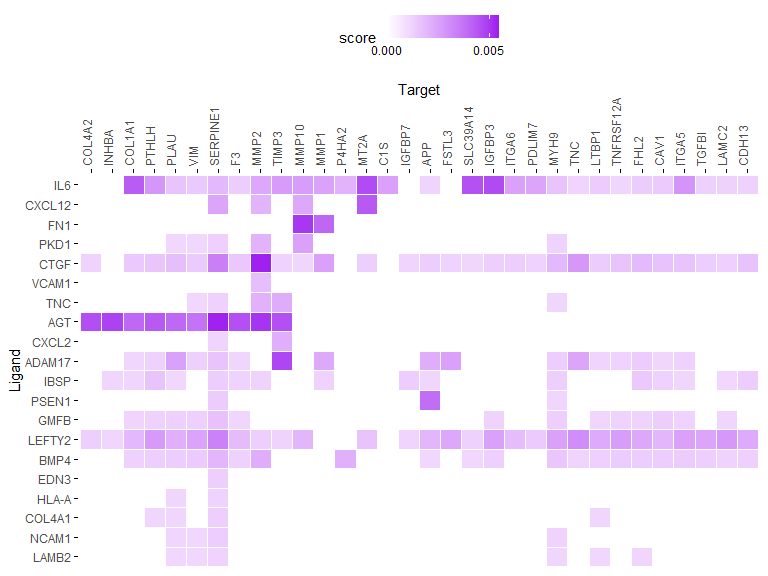 score
0.000 0.005
Target
COL4A2 INHBA COL1A1 PTHLH PLAU VIM SERPINE1 F3 MMP2 TIMP3 MMP10 MMP1 P4HA2 MT2A C1S IGFBP7 APP FSTL3 SLC39A14 IGFBP3 ITGA6 PDLIM7 MYH9 TNC LTBP1 TNFRSF12A FHL2 CAV1 ITGA5 TGFBI LAMC2 CDH13
Ligand
IL6
CXCL12
FN1
PKD1
CTGF
VCAM1
TNC
AGT
CXCL2
ADAM17
IBSP
PSEN1
GMFB
LEFTY2
BMP4
EDN3
HLA-A
COL4A1
NCAM1
LAMB2